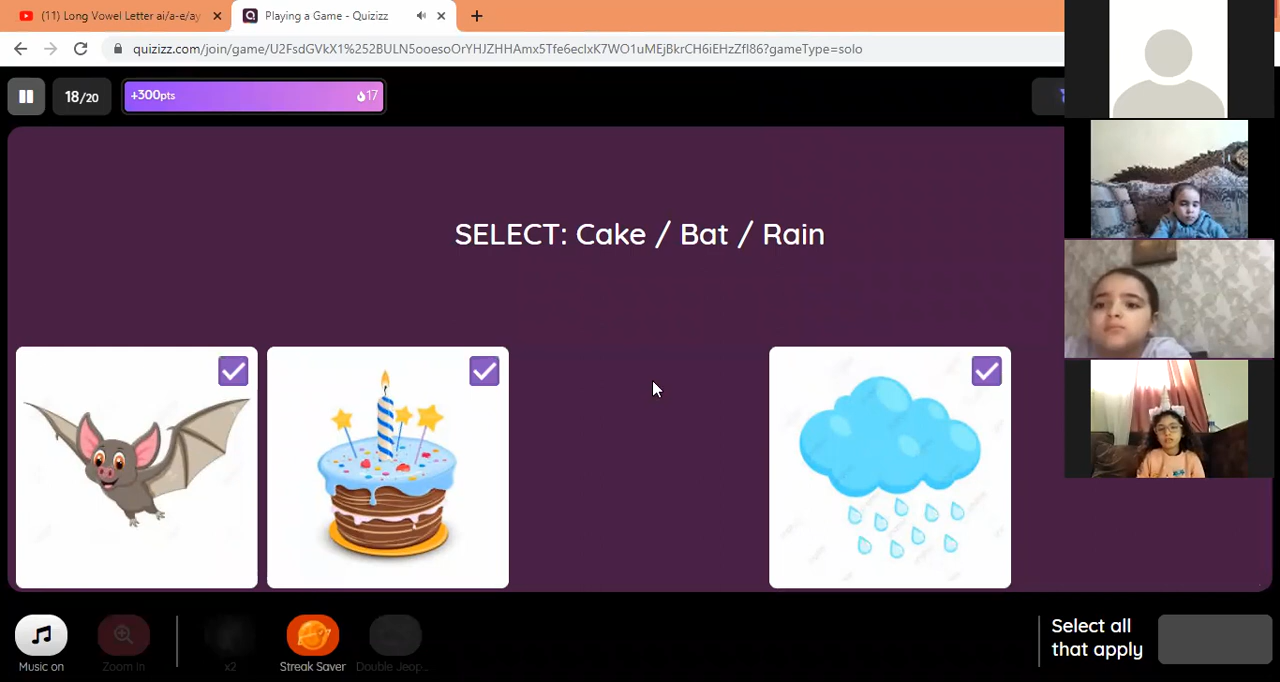 (11) Long Vowel Letter ai/a-e/ay
Playing a Game - Quizizz
quizizz.com/join/game/U2FsdGVkX1%252BULN5ooesoOrYHJZHHAmx5Tfe6eclxK7WO1uMEjBkrCH6iEHzZfl86?gameType=solo
18/20
+300pts
17
SELECT: Cake / Bat / Rain
Music on
Zoom In
x2
Streak Saver
Double Jeop...
Select all
that apply